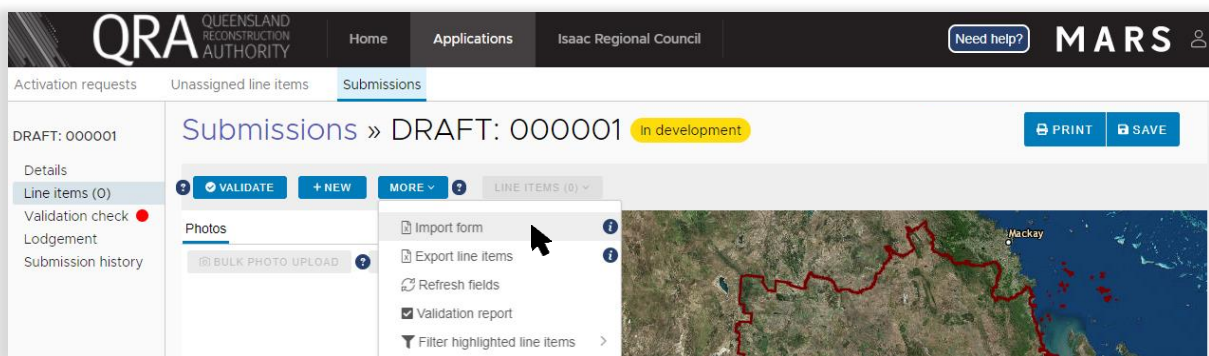 QRA QUEENSLAND
RECONSTRUCTION
AUTHORITY
Home Applications Isaac Regional Council Need help? MARS
Activation requests Unassigned line items Submissions
DRAFT: 000001
Submissions » DRAFT: 000001 In development PRINT SAVE
Details
Line items (0)
Validation check
Lodgement
Submission history
? VALIDATE +NEW MORE ? LINE ITEMS (0)
Photos
BULK PHOTO UPLOAD ?
Import form i
Export line items i
Refresh fields
Validation report
Filter highlighted line items
Mackay